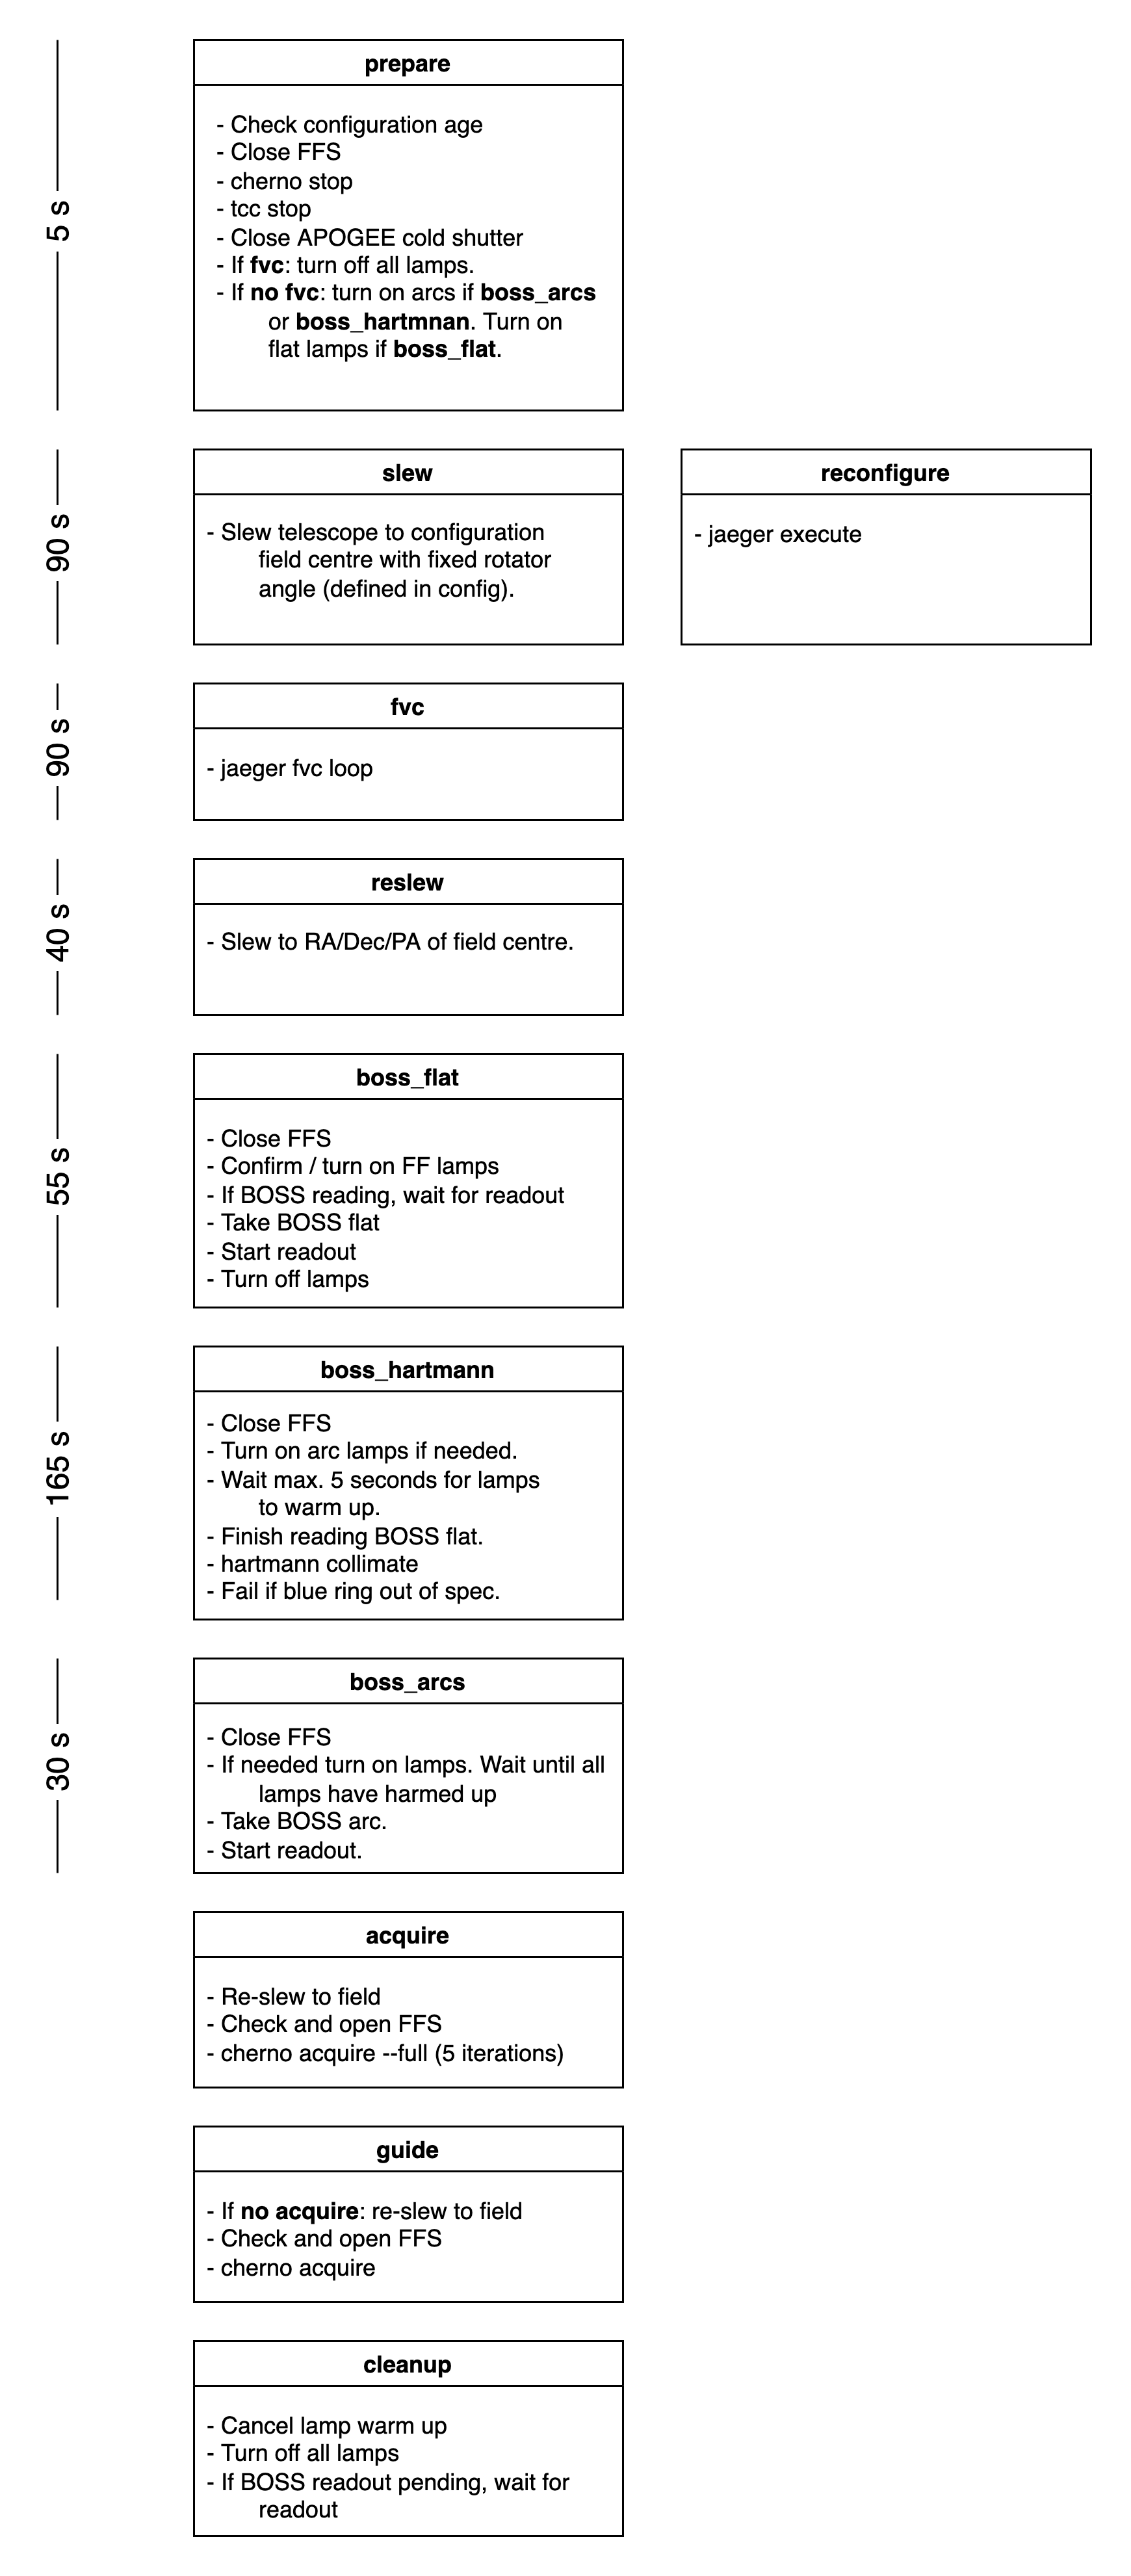 prepare
- Check configuration age
- Close FFS
- cherno stop
- tcc stop
- Close APOGEE cold shutter
- If fvc: turn off all lamps.
- If no fvc: turn on arcs if boss_arcs
or boss_hartmnan. Turn on
flat lamps if boss_flat.
5 s
slew
- Slew telescope to configuration
field centre with fixed rotator
angle (defined in config).
reconfigure
- jaeger execute
90 s
fvc
- jaeger fvc loop
90 s
reslew
- Slew to RA/Dec/PA of field centre.
40 s
boss_flat
- Close FFS
- Confirm / turn on FF lamps
- If BOSS reading, wait for readout
- Take BOSS flat
- Start readout
- Turn off lamps
55 s
boss_hartmann
- Close FFS
- Turn on arc lamps if needed.
- Wait max. 5 seconds for lamps
to warm up.
- Finish reading BOSS flat.
- hartmann collimate
- Fail if blue ring out of spec.
165 s
boss_arcs
- Close FFS
- If needed turn on lamps. Wait until all
lamps have harmed up
- Take BOSS arc.
- Start readout.
30 s
acquire
- Re-slew to field
- Check and open FFS
- cherno acquire --full (5 iterations)
guide
- If no acquire: re-slew to field
- Check and open FFS
- cherno acquire
cleanup
- Cancel lamp warm up
- Turn off all lamps
- If BOSS readout pending, wait for
readout